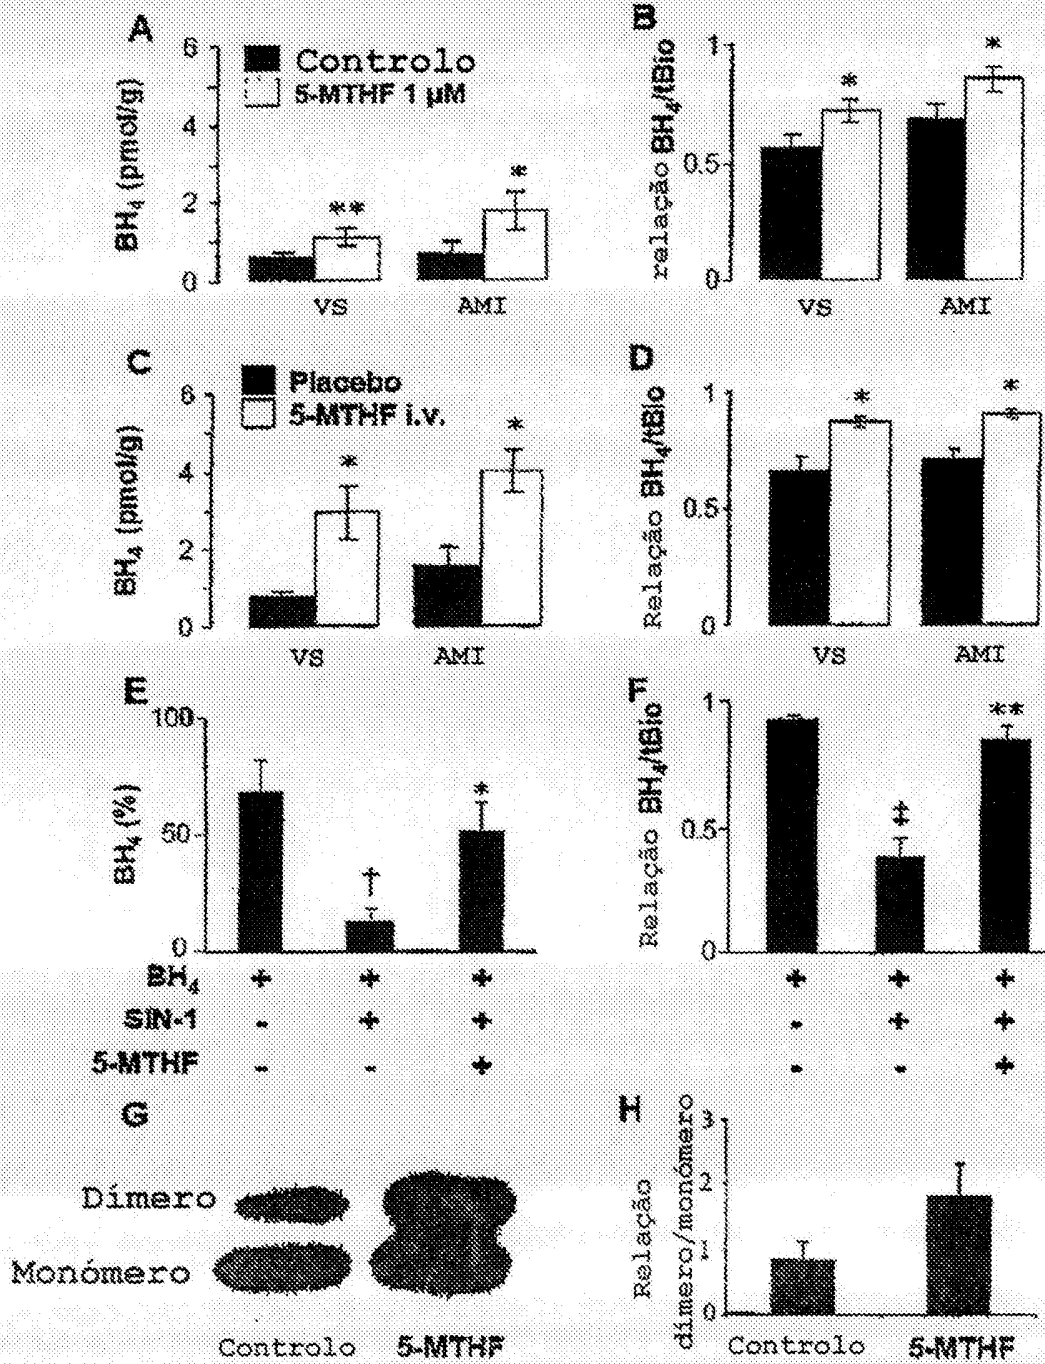 A
6
4
2
0
BH₄ (pmol/g)
Controlo
5-MTHF 1 µM
**
*
VS
AMI
B
1
0.5
0
relação BH₄/tBio
*
*
VS
AMI
C
6
4
2
0
BH₄ (pmol/g)
Placebo
5-MTHF i.v.
*
*
VS
AMI
D
1
0.5
0
Relação BH₄/tBio
*
*
VS
AMI
E
100
50
0
BH₄ (%)
†
*
BH₄ + + +
SIN-1 - + +
5-MTHF - - +
F
1
0.5
0
Relação BH₄/tBio
‡
**
+ + +
- + +
- - +
G
Dímero
Monómero
Controlo 5-MTHF
H
3
2
1
0
Relação
dímero/monómero
Controlo 5-MTHF